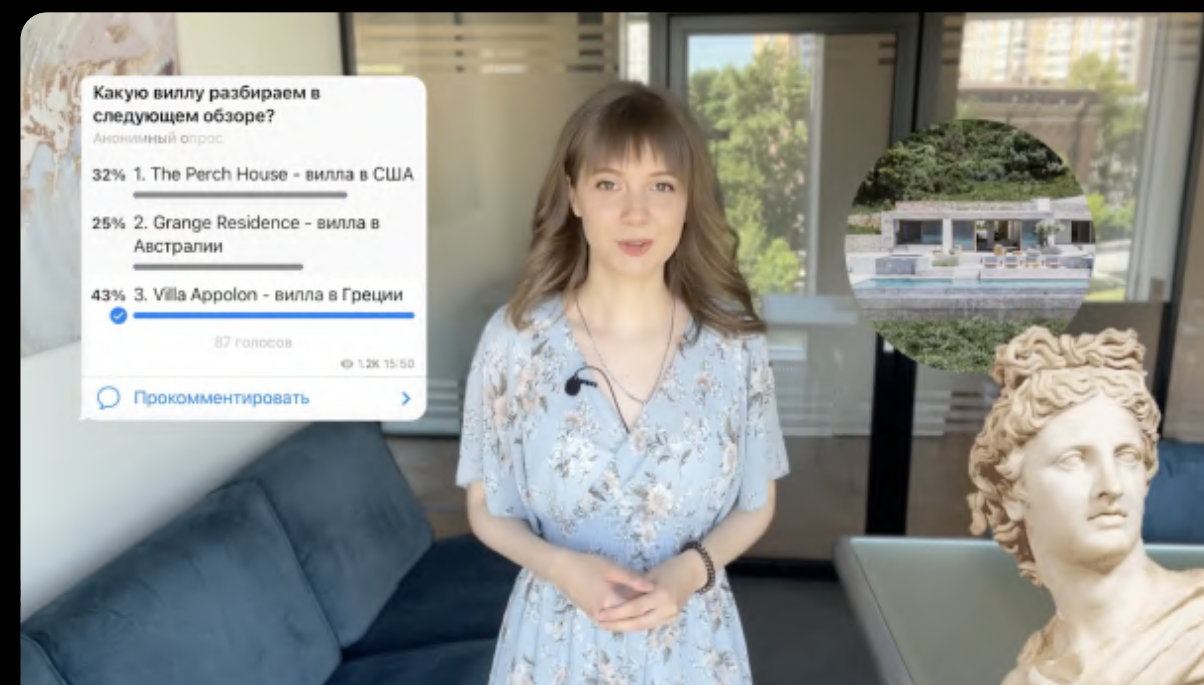 Какую виллу разбираем в
следующем обзоре?
Анонимный опрос
32% 1. The Perch House - вилла в США
25% 2. Grange Residence - вилла в
Австралии
43% 3. Villa Appolon - вилла в Греции
87 голосов
1.2K 15:50
Прокомментировать